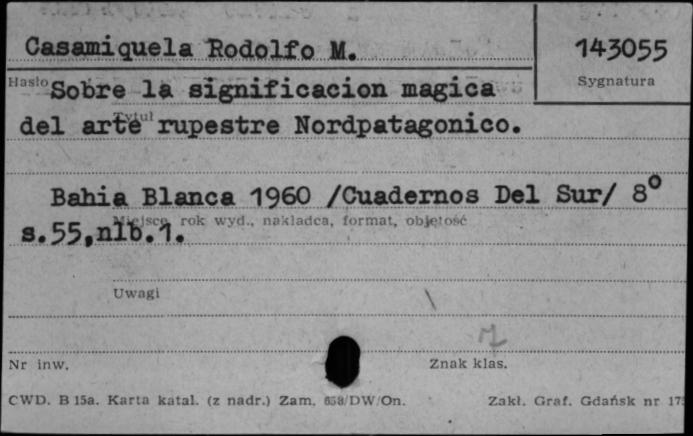 Casamiquela Rodolfo M.
143055
Hasło
Sygnatura
Sobre la significacion magica
Tytuł
del arte rupestre Nordpatagonico.
Bahia Blanca 1960 /Cuadernos Del Sur/ 8°
Miejsce, rok wyd., nakładca, format, objętość
s.55,nlb.1.
Uwagi
Nr inw.
Znak klas.
CWD. B 15a. Karta katal. (z nadr.) Zam. 658/DW/On.
Zakł. Graf. Gdańsk nr